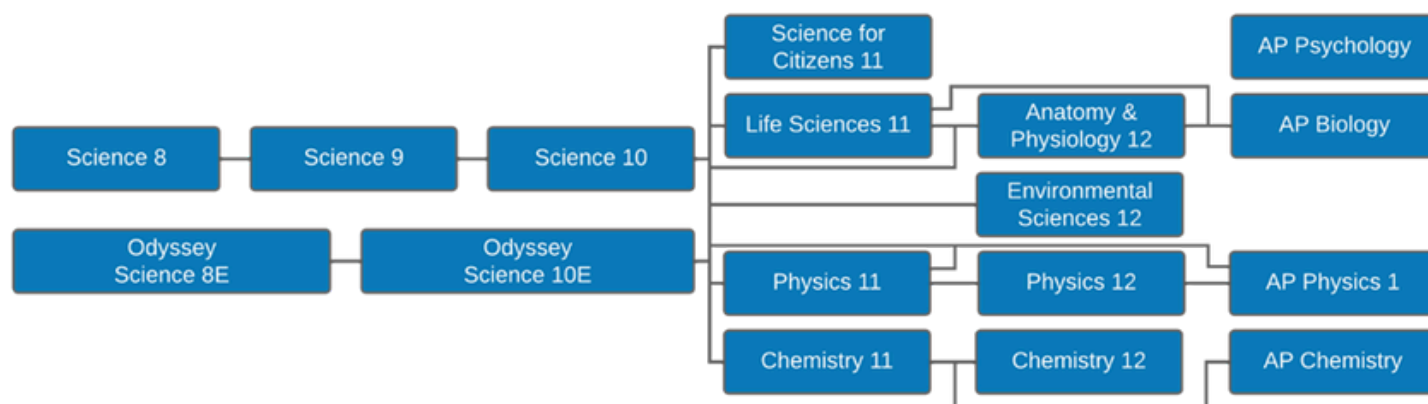 Science for
Citizens 11
AP Psychology
Life Sciences 11
Anatomy &
Physiology 12
AP Biology
Science 8
Science 9
Science 10
Environmental
Sciences 12
Odyssey
Science 8E
Odyssey
Science 10E
Physics 11
Physics 12
AP Physics 1
Chemistry 11
Chemistry 12
AP Chemistry